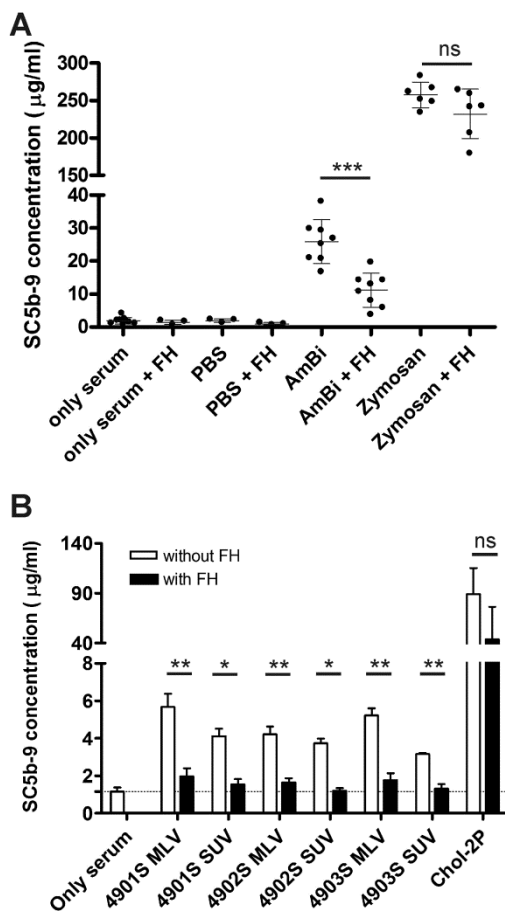 A
SC5b-9 concentration ( μg/ml)
300
250
200
150
40
30
20
10
0
***
ns
only serum
only serum + FH
PBS
PBS + FH
AmBi
AmBi + FH
Zymosan
Zymosan + FH
B
SC5b-9 concentration ( μg/ml)
140
90
40
8
6
4
2
0
without FH
with FH
**
*
**
*
**
**
ns
Only serum
4901S MLV
4901S SUV
4902S MLV
4902S SUV
4903S MLV
4903S SUV
Chol-2P